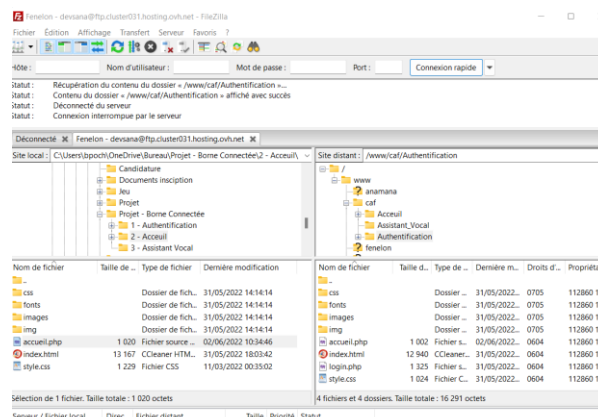 Fenelon - devsana@ftp.cluster031.hosting.ovh.net - FileZilla
Fichier Édition Affichage Transfert Serveur Favoris ?
Hôte : Nom d'utilisateur : Mot de passe : Port : Connexion rapide
Statut : Récupération du contenu du dossier « /www/caf/Authentification »...
Statut : Contenu du dossier « /www/caf/Authentification » affiché avec succès
Statut : Déconnecté du serveur
Statut : Connexion interrompue par le serveur
Déconnecté Fenelon - devsana@ftp.cluster031.hosting.ovh.net
Site local : C:\Users\bpoch\OneDrive\Bureau\Projet - Borne Connectée\2 - Acceuil\
Candidature
Documents insciption
Jeu
Projet
Projet - Borne Connectée
1 - Authentification
2 - Acceuil
3 - Assistant Vocal
Site distant : /www/caf/Authentification
/
www
anamana
caf
Acceuil
Assistant_Vocal
Authentification
fenelon
Nom de fichier Taille de ... Type de fichier Dernière modification
..
css Dossier de fich... 31/05/2022 14:14:14
fonts Dossier de fich... 31/05/2022 14:14:14
images Dossier de fich... 31/05/2022 14:14:14
img Dossier de fich... 31/05/2022 14:14:14
accueil.php 1 020 Fichier source ... 02/06/2022 10:34:46
index.html 13 167 CCleaner HTM... 31/05/2022 18:03:42
style.css 1 229 Fichier CSS 11/03/2022 00:35:02
Sélection de 1 fichier. Taille totale : 1 020 octets
Nom de fichier Taille d... Type de ... Dernière m... Droits d'... Propriéta
..
css Dossier ... 31/05/2022... 0705 112860 1
fonts Dossier ... 31/05/2022... 0705 112860 1
images Dossier ... 31/05/2022... 0705 112860 1
img Dossier ... 31/05/2022... 0705 112860 1
accueil.php 1 002 Fichier s... 02/06/2022... 0604 112860 1
index.html 12 940 CCleaner... 31/05/2022... 0604 112860 1
login.php 1 325 Fichier s... 31/05/2022... 0604 112860 1
style.css 1 024 Fichier C... 31/05/2022... 0604 112860 1
4 fichiers et 4 dossiers. Taille totale : 16 291 octets
Serveur / Fichier local Direc... Fichier distant Taille Priorité Statut